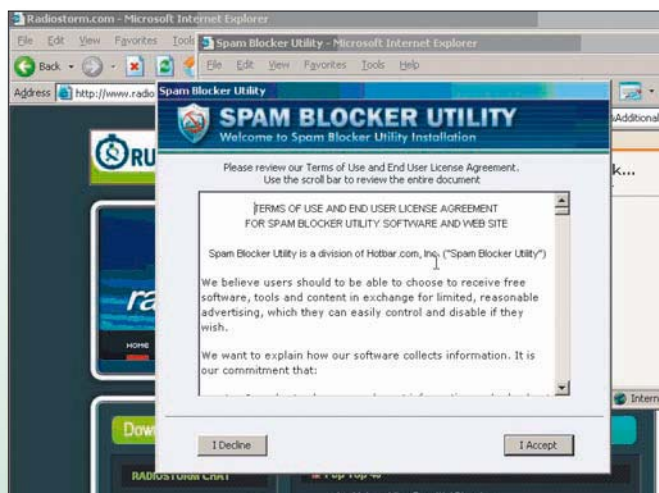 Radiostorm.com - Microsoft Internet Explorer
File Edit View Favorites Tools
Spam Blocker Utility - Microsoft Internet Explorer
Back
File Edit View Favorites Tools Help
Address http://www.radio
Spam Blocker Utility
SPAM BLOCKER UTILITY
Welcome to Spam Blocker Utility Installation
RU
k...
Please review our Terms of Use and End User License Agreement.
Use the scroll bar to review the entire document
TERMS OF USE AND END USER LICENSE AGREEMENT
FOR SPAM BLOCKER UTILITY SOFTWARE AND WEB SITE
Spam Blocker Utility is a division of Hotbar.com, Inc. ("Spam Blocker Utility")
We believe users should be able to choose to receive free
software, tools and content in exchange for limited, reasonable
advertising, which they can easily control and disable if they
wish.
ra
HOME
We want to explain how our software collects information. It is
our commitment that:
Intern
Down
I Decline
I Accept
RADIOSTORM CHAT